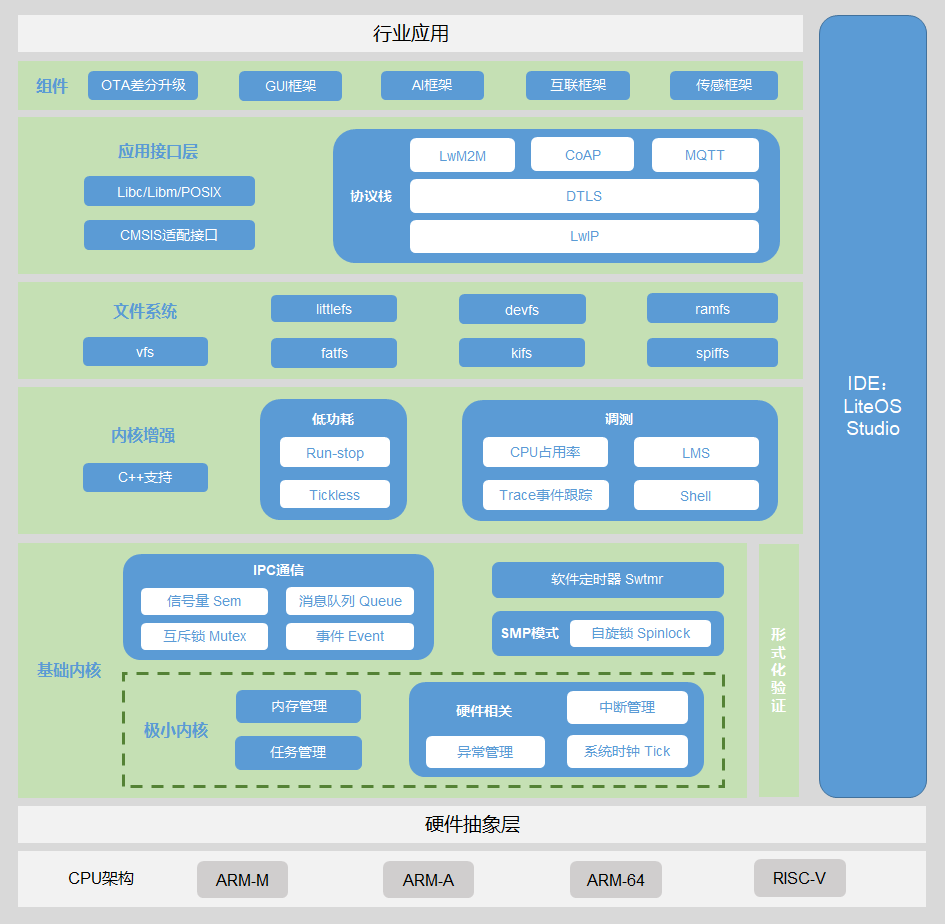 行业应用
组件
OTA差分升级
GUI框架
AI框架
互联框架
传感框架
应用接口层
Libc/Libm/POSIX
CMSIS适配接口
协议栈
LwM2M
CoAP
MQTT
DTLS
LwIP
文件系统
littlefs
devfs
ramfs
vfs
fatfs
kifs
spiffs
内核增强
C++支持
低功耗
Run-stop
Tickless
调测
CPU占用率
LMS
Trace事件跟踪
Shell
基础内核
IPC通信
信号量 Sem
消息队列 Queue
互斥锁 Mutex
事件 Event
软件定时器 Swtmr
SMP模式
自旋锁 Spinlock
极小内核
内存管理
任务管理
硬件相关
中断管理
异常管理
系统时钟 Tick
形
式
化
验
证
IDE：
LiteOS
Studio
硬件抽象层
CPU架构
ARM-M
ARM-A
ARM-64
RISC-V